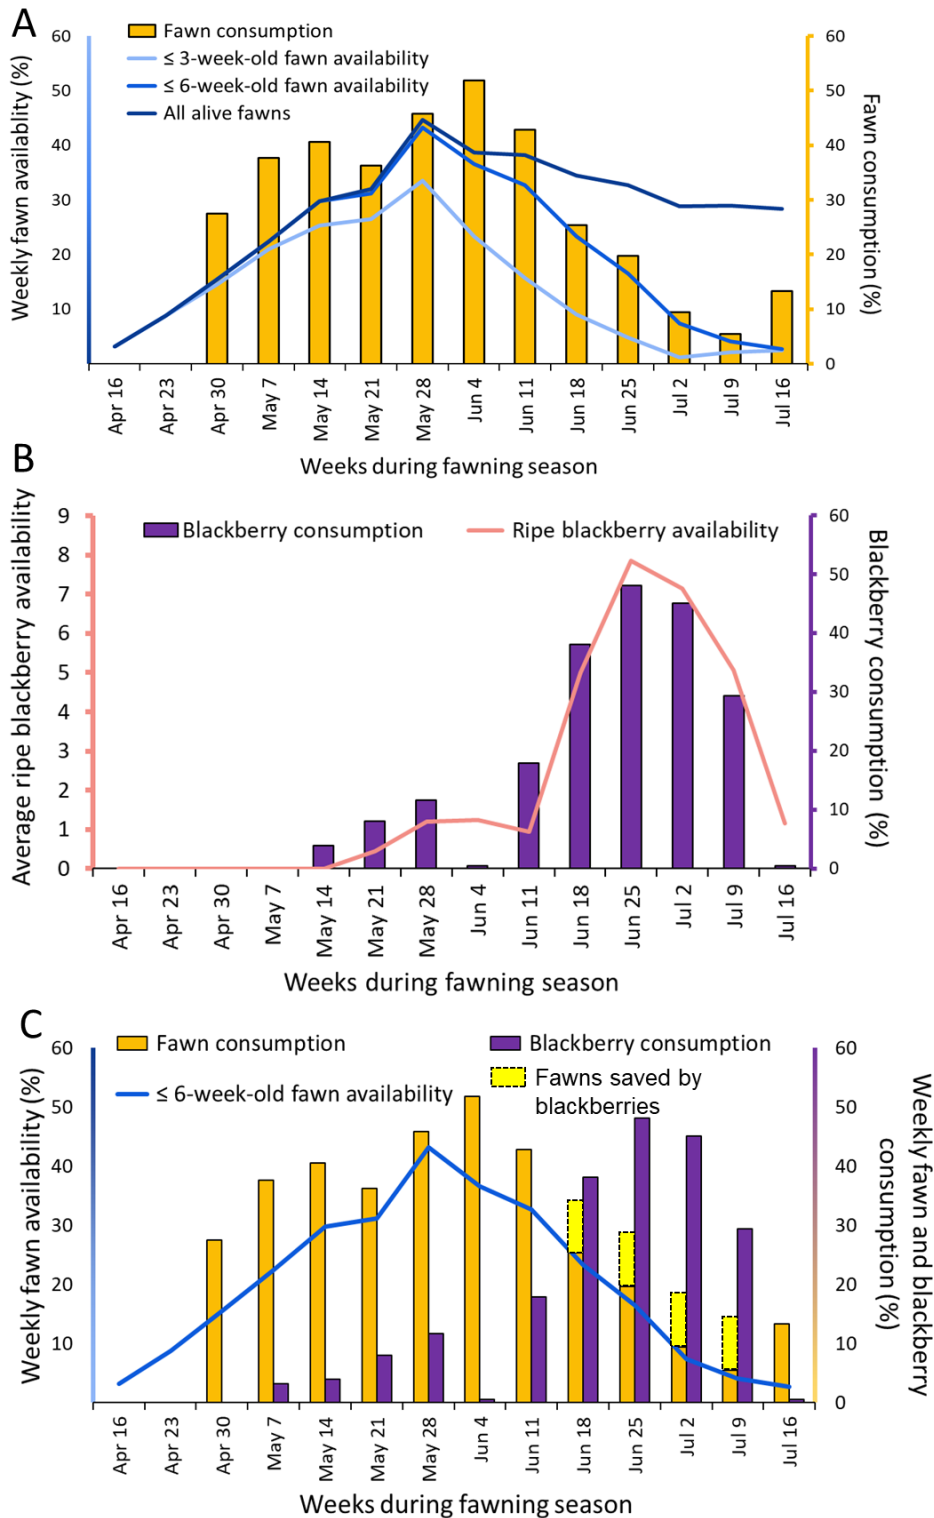 A
Fawn consumption
≤ 3-week-old fawn availability
≤ 6-week-old fawn availability
All alive fawns
Weekly fawn availablity (%)
60
50
40
30
20
10
Fawn consumption (%)
60
50
40
30
20
10
0
Apr 16
Apr 23
Apr 30
May 7
May 14
May 21
May 28
Jun 4
Jun 11
Jun 18
Jun 25
Jul 2
Jul 9
Jul 16
Weeks during fawning season
B
Blackberry consumption
Ripe blackberry availability
Average ripe blackberry availability
9
8
7
6
5
4
3
2
1
0
Blackberry consumption (%)
60
50
40
30
20
10
0
Apr 16
Apr 23
Apr 30
May 7
May 14
May 21
May 28
Jun 4
Jun 11
Jun 18
Jun 25
Jul 2
Jul 9
Jul 16
Weeks during fawning season
C
Fawn consumption
Blackberry consumption
≤ 6-week-old fawn availability
Fawns saved by
blackberries
Weekly fawn availability (%)
60
50
40
30
20
10
Weekly fawn and blackberry
consumption (%)
60
50
40
30
20
10
0
Apr 16
Apr 23
Apr 30
May 7
May 14
May 21
May 28
Jun 4
Jun 11
Jun 18
Jun 25
Jul 2
Jul 9
Jul 16
Weeks during fawning season